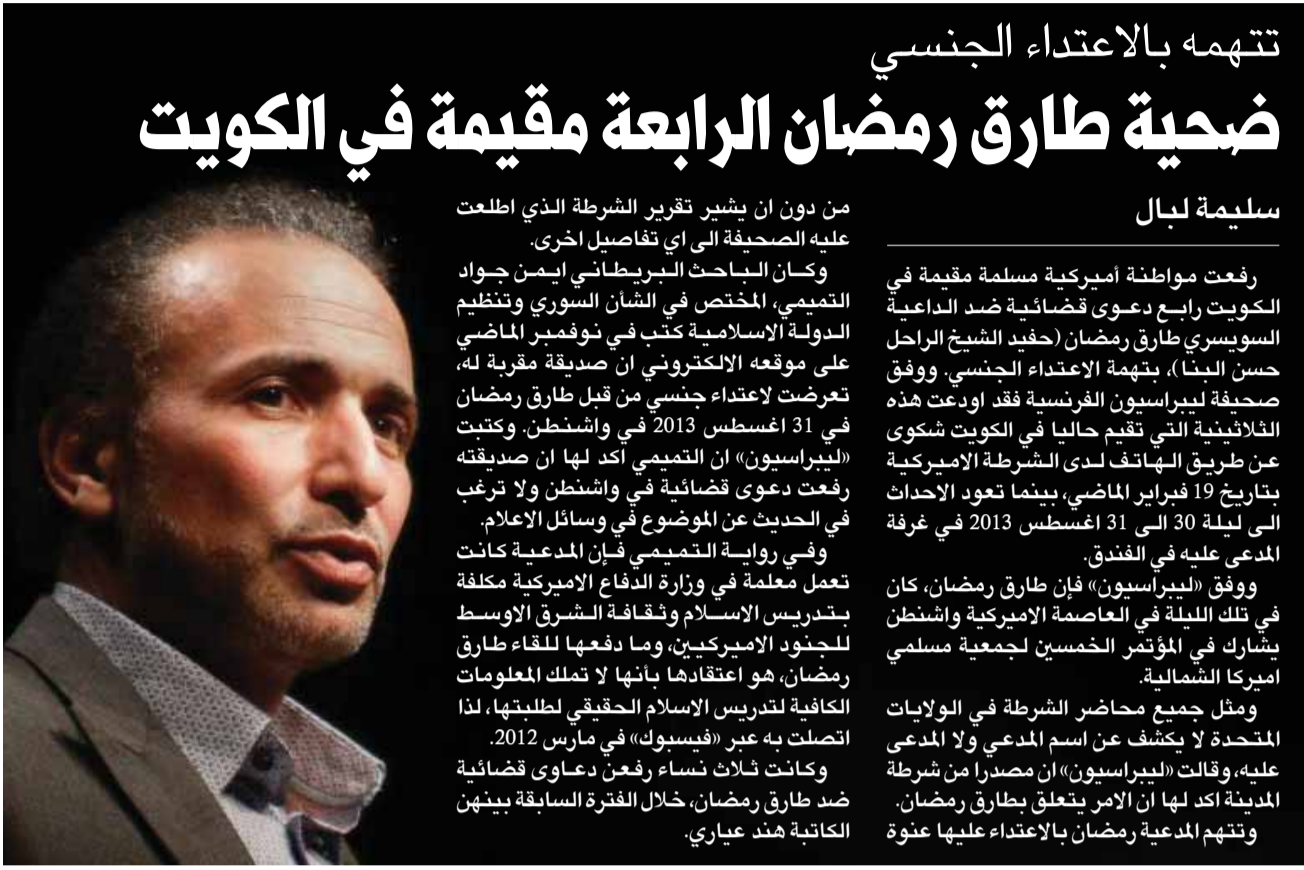 تتهمه بالاعتداء الجنسي
ضحية طارق رمضان الرابعة مقيمة في الكويت
سليمة لبال
رفعت مواطنة أميركية مسلمة مقيمة في
الكويت رابع دعوى قضائية ضد الداعية
السويسري طارق رمضان (حفيد الشيخ الراحل
حسن البنا)، بتهمة الاعتداء الجنسي. ووفق
صحيفة ليبراسيون الفرنسية فقد اودعت هذه
الثلاثينية التي تقيم حاليا في الكويت شكوى
عن طريق الهاتف لدى الشرطة الاميركية
بتاريخ 19 فبراير الماضي، بينما تعود الاحداث
الى ليلة 30 الى 31 اغسطس 2013 في غرفة
المدعى عليه في الفندق.
ووفق «ليبراسيون» فإن طارق رمضان، كان
في تلك الليلة في العاصمة الاميركية واشنطن
يشارك في المؤتمر الخمسين لجمعية مسلمي
اميركا الشمالية.
ومثل جميع محاضر الشرطة في الولايات
المتحدة لا يكشف عن اسم المدعي ولا المدعى
عليه، وقالت «ليبراسيون» ان مصدرا من شرطة
المدينة اكد لها ان الامر يتعلق بطارق رمضان.
وتتهم المدعية رمضان بالاعتداء عليها عنوة
من دون ان يشير تقرير الشرطة الذي اطلعت
عليه الصحيفة الى اي تفاصيل اخرى.
وكان الباحث البريطاني ايمن جواد
التميمي، المختص في الشأن السوري وتنظيم
الدولة الاسلامية كتب في نوفمبر الماضي
على موقعه الالكتروني ان صديقة مقربة له،
تعرضت لاعتداء جنسي من قبل طارق رمضان
في 31 اغسطس 2013 في واشنطن. وكتبت
«ليبراسيون» ان التميمي اكد لها ان صديقته
رفعت دعوى قضائية في واشنطن ولا ترغب
في الحديث عن الموضوع في وسائل الاعلام.
وفي رواية التميمي فإن المدعية كانت
تعمل معلمة في وزارة الدفاع الاميركية مكلفة
بتدريس الاسلام وثقافة الشرق الاوسط
للجنود الاميركيين، وما دفعها للقاء طارق
رمضان، هو اعتقادها بأنها لا تملك المعلومات
الكافية لتدريس الاسلام الحقيقي لطلبتها، لذا
اتصلت به عبر «فيسبوك» في مارس 2012.
وكانت ثلاث نساء رفعن دعاوى قضائية
ضد طارق رمضان، خلال الفترة السابقة بينهن
الكاتبة هند عياري.